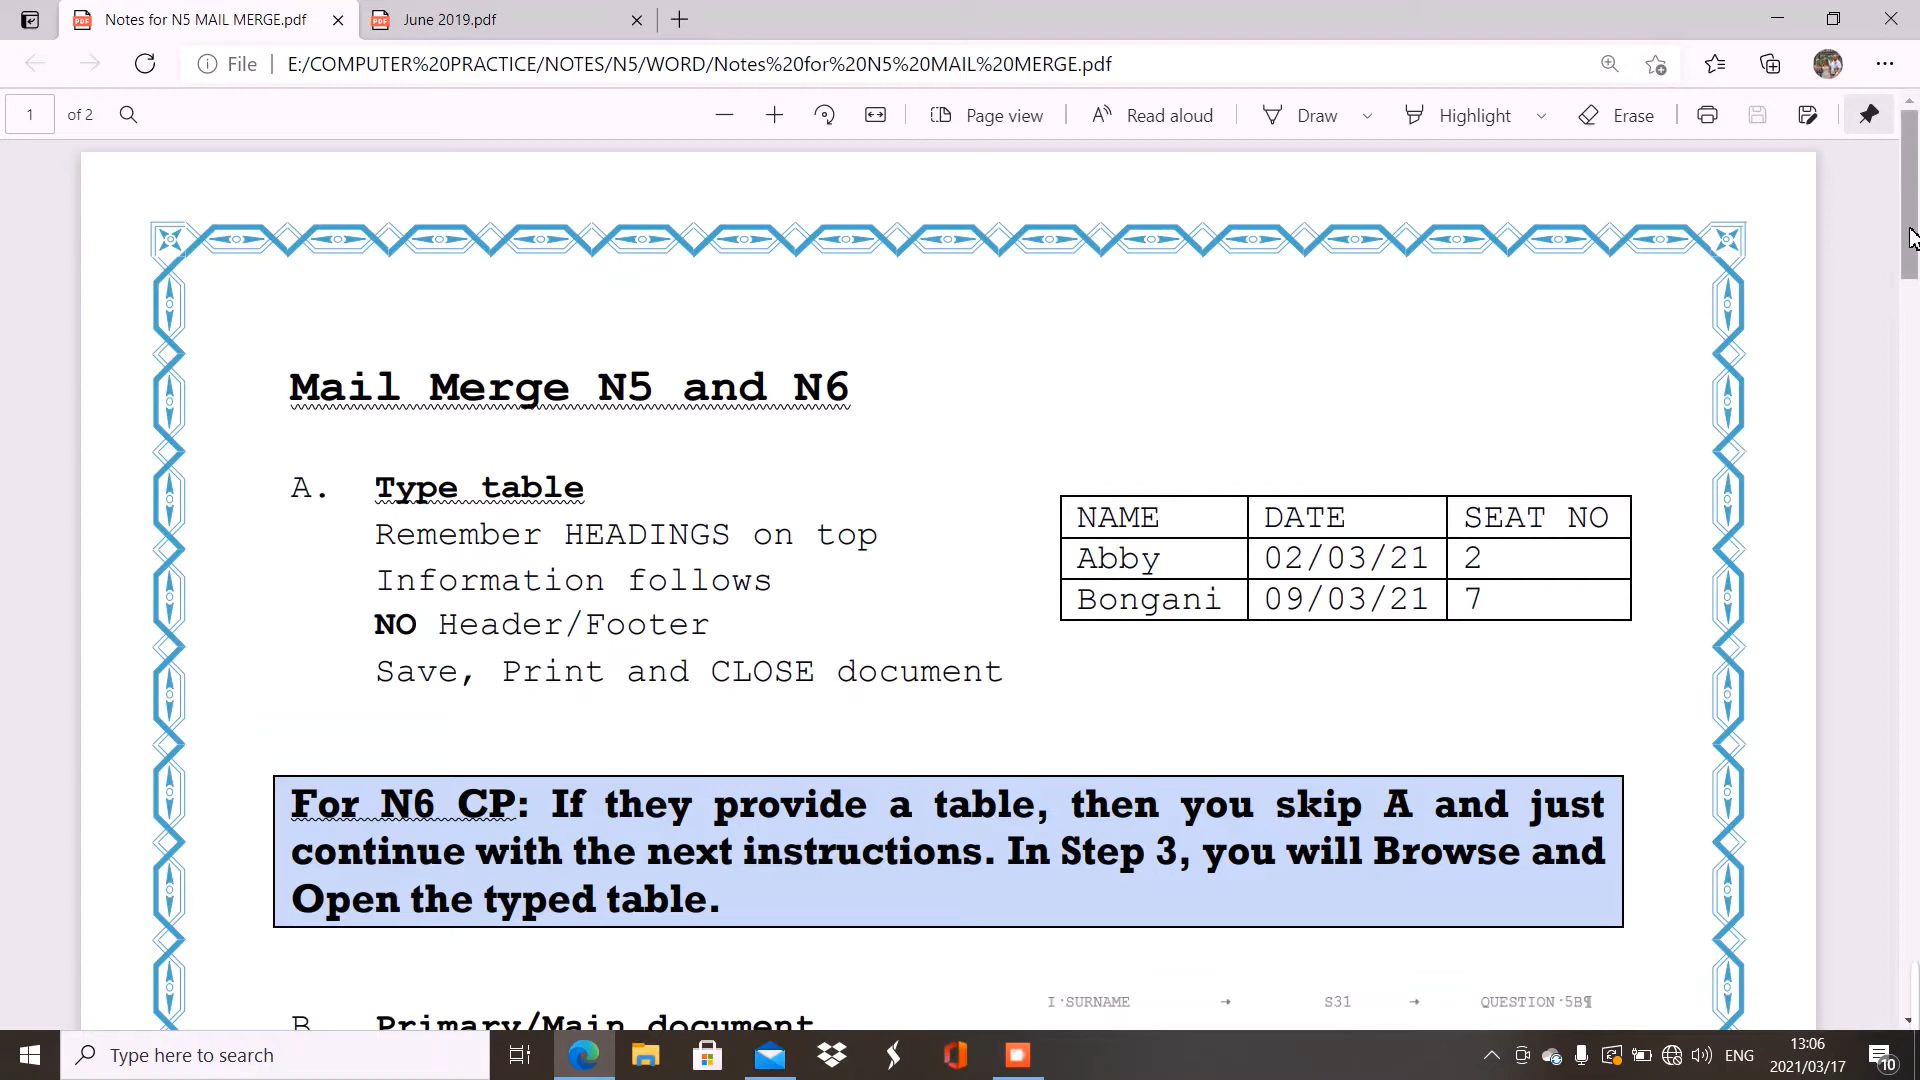 Notes for N5 MAIL MERGE.pdf
June 2019.pdf
File
E:/COMPUTER%20PRACTICE/NOTES/N5/WORD/Notes%20for%20N5%20MAIL%20MERGE.pdf
1 of 2
Page view
Read aloud
Draw
Highlight
Erase
Mail Merge N5 and N6
A. Type table
Remember HEADINGS on top
Information follows
NO Header/Footer
Save, Print and CLOSE document
NAME DATE SEAT NO
Abby 02/03/21 2
Bongani 09/03/21 7
For N6 CP: If they provide a table, then you skip A and just
continue with the next instructions. In Step 3, you will Browse and
Open the typed table.
I·SURNAME → S31 → QUESTION·5B¶
B Primary/Main document
Type here to search
ENG
13:06
2021/03/17
10